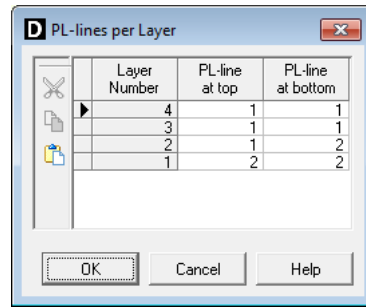 D PL-lines per Layer
Layer Number PL-line at top PL-line at bottom
4 1 1
3 1 1
2 1 2
1 2 2
OK Cancel Help